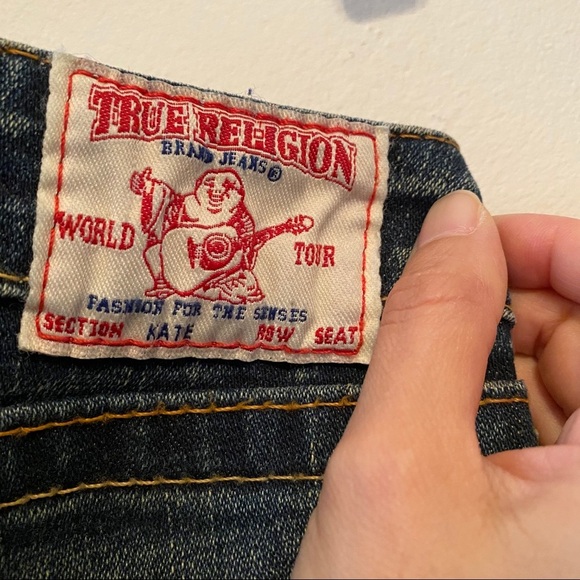 TRUE RELIGION
BRAND JEANS®
WORLD TOUR
FASHION FOR THE SENSES
SECTION KATE ROW SEAT